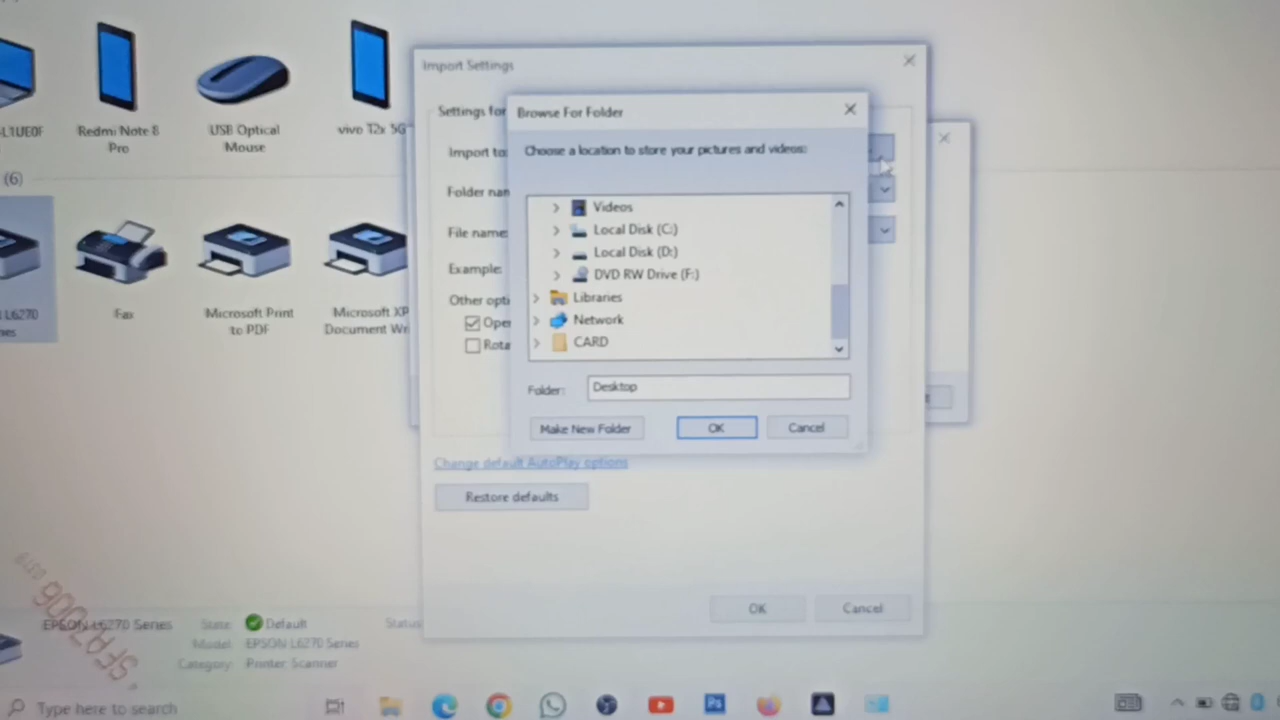 L1UE0F
Redmi Note 8
Pro
USB Optical
Mouse
vivo T2x 5G
(6)
L6270
Fax
Microsoft Print
to PDF
Microsoft XP
Document Wr
Import Settings
Settings for
Import to:
Folder nam
File name:
Example:
Other opti
Open
Rota
Browse For Folder
Choose a location to store your pictures and videos:
Videos
Local Disk (C:)
Local Disk (D:)
DVD RW Drive (F:)
Libraries
Network
CARD
Folder:
Desktop
Make New Folder
OK
Cancel
Change default AutoPlay options
Restore defaults
OK
Cancel
EPSON L6270 Series
State:
Default
Status
Model:
EPSON L6270 Series
Category:
Printer Scanner
SFA7006
Type here to search
Ps